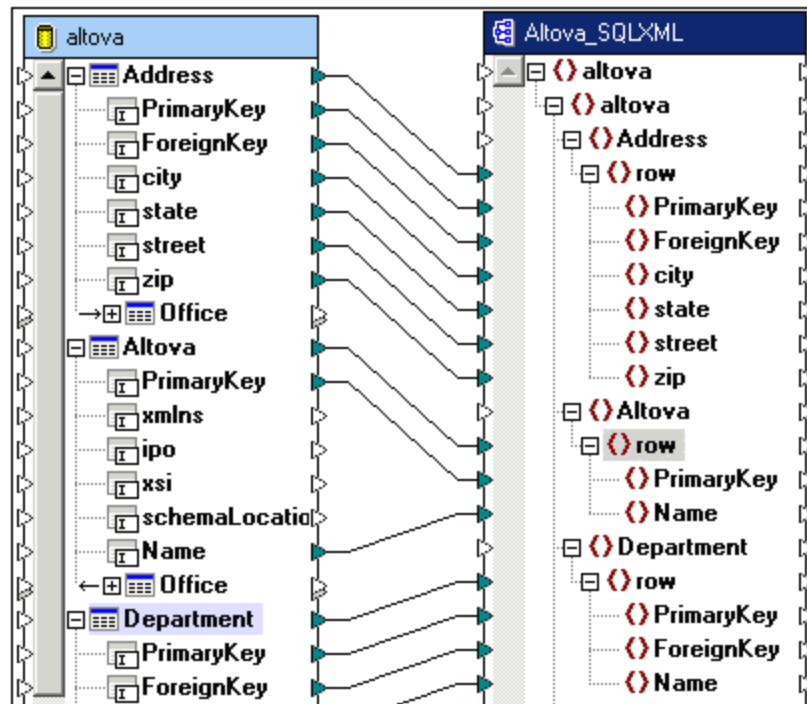 altova
Address
PrimaryKey
ForeignKey
city
state
street
zip
Office
Altova
PrimaryKey
xmlns
ipo
xsi
schemaLocatio
Name
Office
Department
PrimaryKey
ForeignKey
Altova_SQLXML
altova
altova
Address
row
PrimaryKey
ForeignKey
city
state
street
zip
Altova
row
PrimaryKey
Name
Department
row
PrimaryKey
ForeignKey
Name